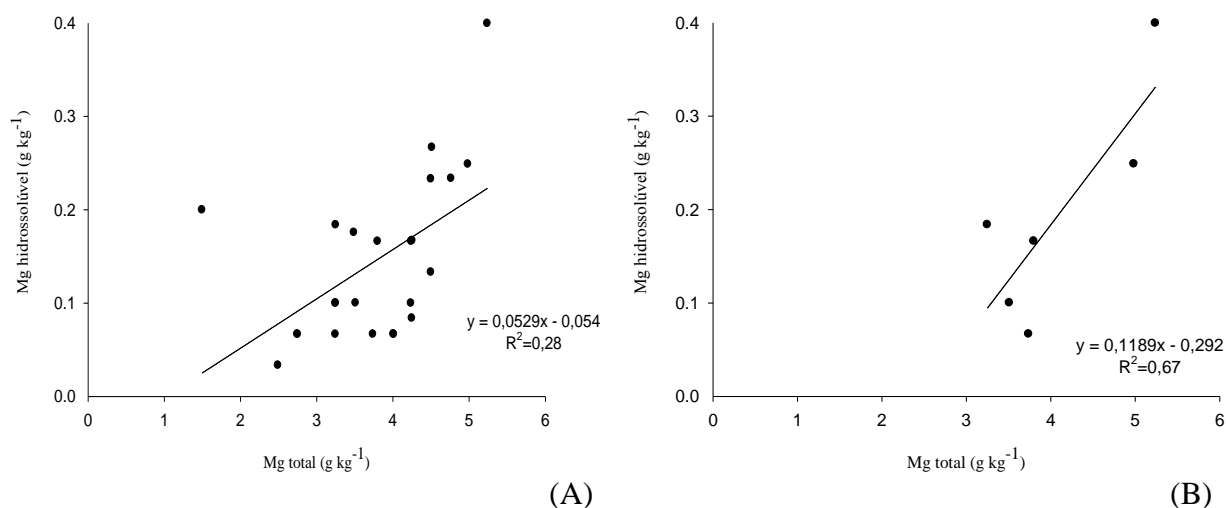 0.4
0.3
0.2
0.1
0.0
Mg hidrossolúvel (g kg-1)
y = 0,0529x - 0,054
R2=0,28
0 1 2 3 4 5 6
Mg total (g kg-1)
(A)
0.4
0.3
0.2
0.1
0.0
Mg hidrossolúvel (g kg-1)
y = 0,1189x - 0,292
R2=0,67
0 1 2 3 4 5 6
Mg total (g kg-1)
(B)